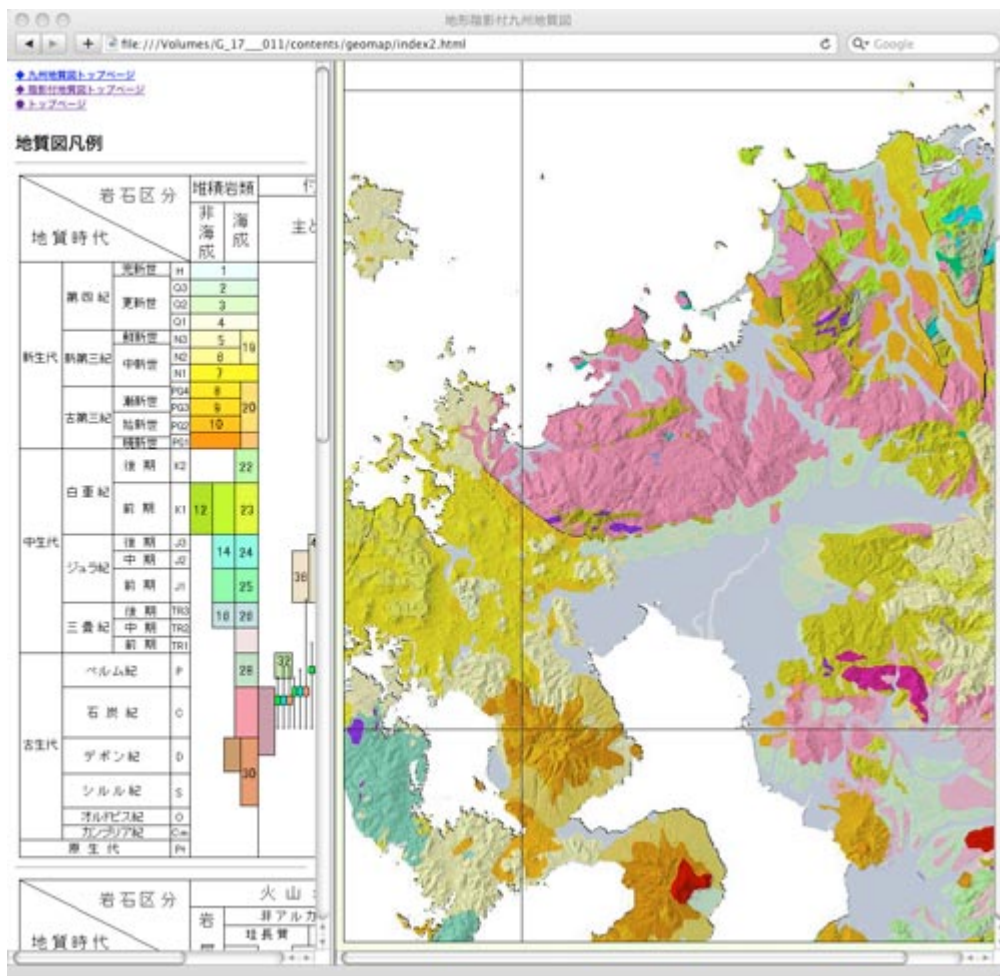 地形陰影付九州地質図
file:///Volumes/G_17___011/contents/geomap/index2.html
Google
◆ 九州地質図トップページ
◆ 陰影付地質図トップページ
● トップページ
地質図凡例
岩石区分
堆積岩類
付
地質時代
非海成
海成
主と
新生代
第四紀
完新世 H 1
更新世
Q3 2
Q2 3
Q1 4
新第三紀
鮮新世 N3 5
19
中新世
N2 6
N1 7
古第三紀
漸新世
PG4 8
PG3 9
20
始新世 PG2 10
暁新世 PG1
中生代
白亜紀
後期 K2 22
前期 K1 12 23
ジュラ紀
後期 J3
中期 J2
14 24
前期 J1 25
38
4
三畳紀
後期 TR3
中期 TR2
前期 TR1
古生代
ペルム紀 P 28 32
石炭紀 C
デボン紀 D
30
シルル紀 S
オルドビス紀 O
カンブリア紀 Cm
原生代 Pt
岩石区分
火山
岩
非アルカ
珪長質
地質時代